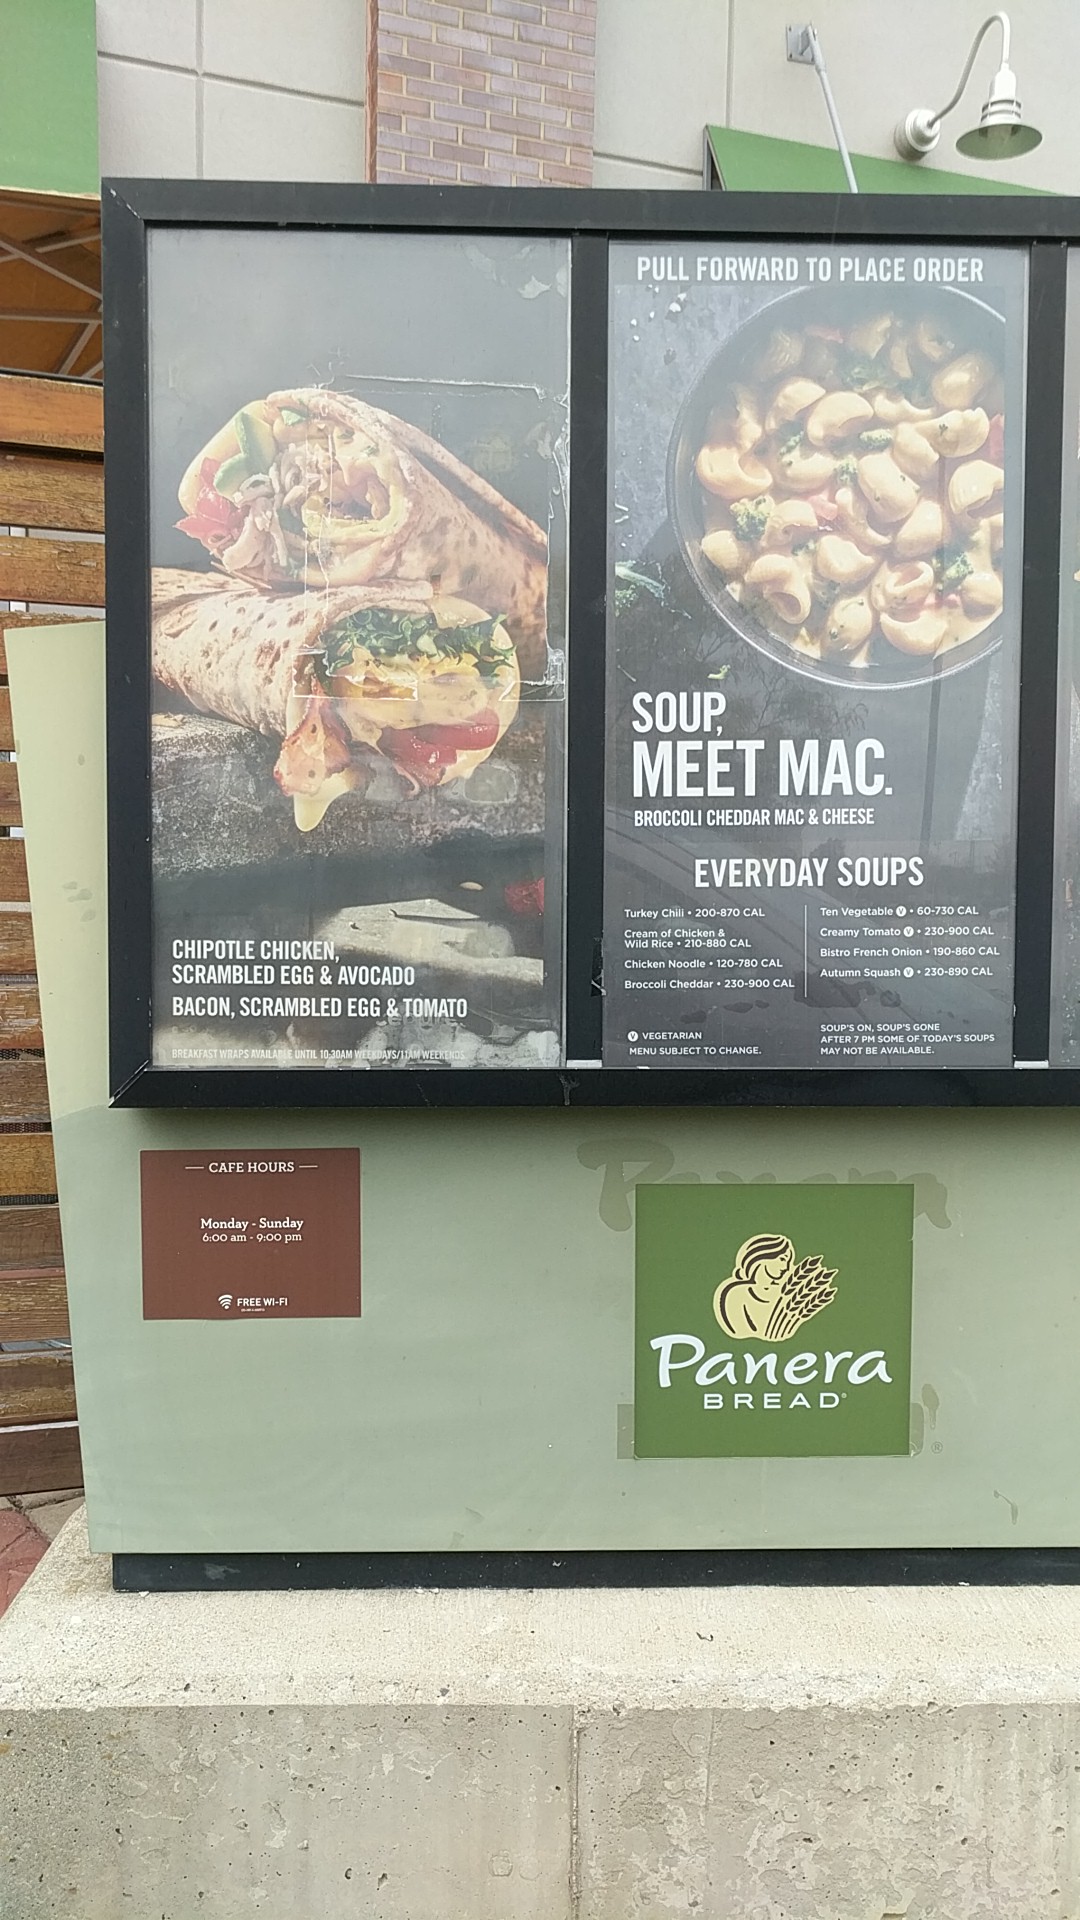 CHIPOTLE CHICKEN,
SCRAMBLED EGG & AVOCADO
BACON, SCRAMBLED EGG & TOMATO
BREAKFAST WRAPS AVAILABLE UNTIL 10:30AM WEEKDAYS/11AM WEEKENDS
PULL FORWARD TO PLACE ORDER
SOUP,
MEET MAC.
BROCCOLI CHEDDAR MAC & CHEESE
EVERYDAY SOUPS
Turkey Chili • 200-870 CAL
Cream of Chicken &
Wild Rice • 210-880 CAL
Chicken Noodle • 120-780 CAL
Broccoli Cheddar • 230-900 CAL
Ten Vegetable V • 60-730 CAL
Creamy Tomato V • 230-900 CAL
Bistro French Onion • 190-860 CAL
Autumn Squash V • 230-890 CAL
V VEGETARIAN
MENU SUBJECT TO CHANGE.
SOUP'S ON, SOUP'S GONE
AFTER 7 PM SOME OF TODAY'S SOUPS
MAY NOT BE AVAILABLE.
CAFE HOURS
Monday - Sunday
6:00 am - 9:00 pm
FREE WI-FI
Panera
Panera
BREAD®
®